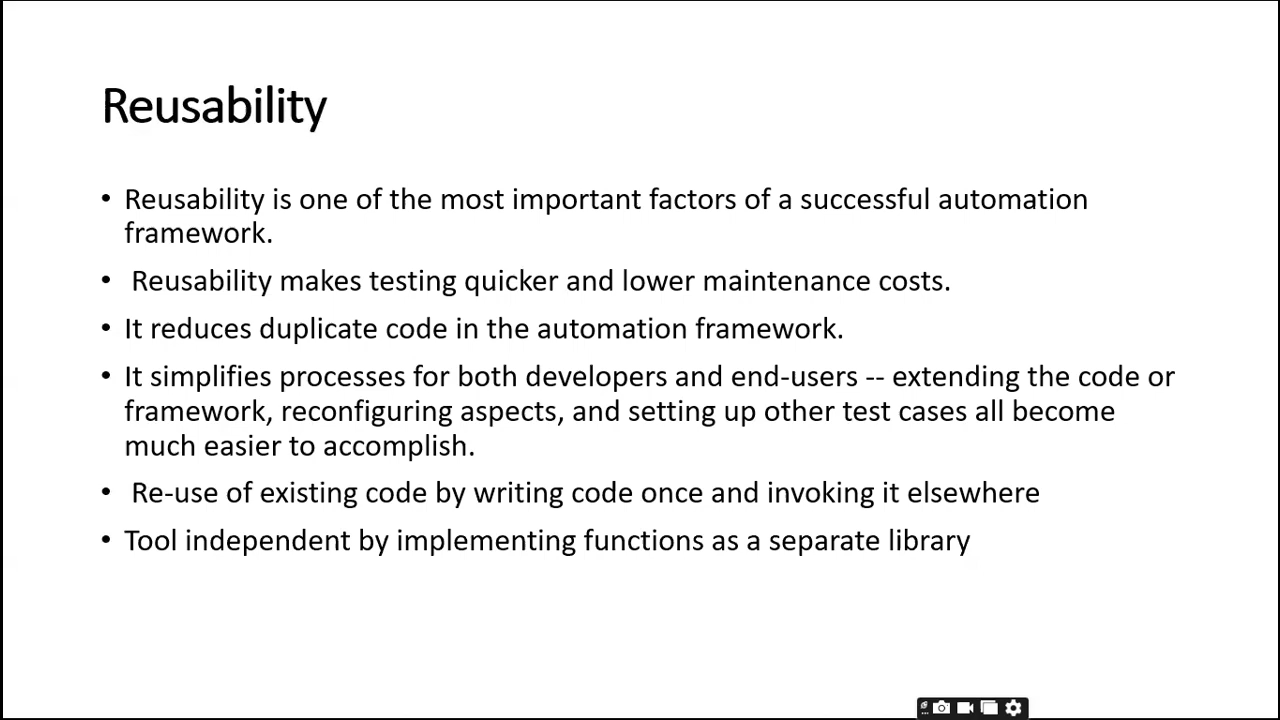 Reusability
• Reusability is one of the most important factors of a successful automation
framework.
• Reusability makes testing quicker and lower maintenance costs.
• It reduces duplicate code in the automation framework.
• It simplifies processes for both developers and end-users -- extending the code or
framework, reconfiguring aspects, and setting up other test cases all become
much easier to accomplish.
• Re-use of existing code by writing code once and invoking it elsewhere
• Tool independent by implementing functions as a separate library